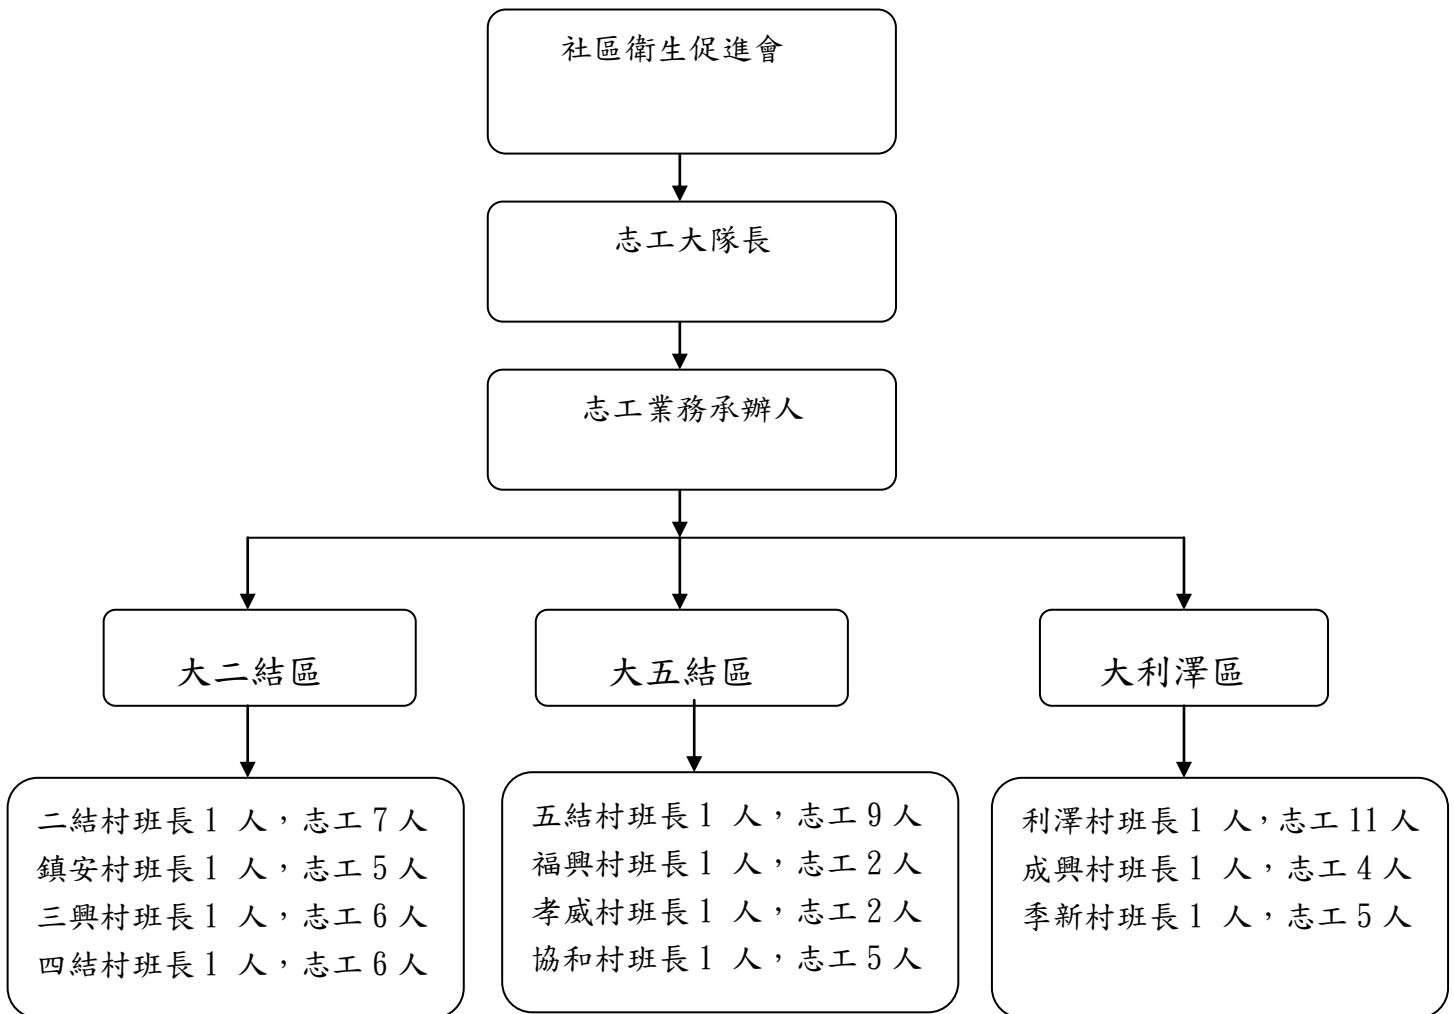 社區衛生促進會
志工大隊長
志工業務承辦人
大二結區
大五結區
大利澤區
二結村班長1 人，志工7人
鎮安村班長1 人，志工5人
三興村班長1 人，志工6人
四結村班長1 人，志工6人
五結村班長1 人，志工9人
福興村班長1 人，志工2人
孝威村班長1 人，志工2人
協和村班長1 人，志工5人
利澤村班長1 人，志工11人
成興村班長1 人，志工4人
季新村班長1 人，志工5人